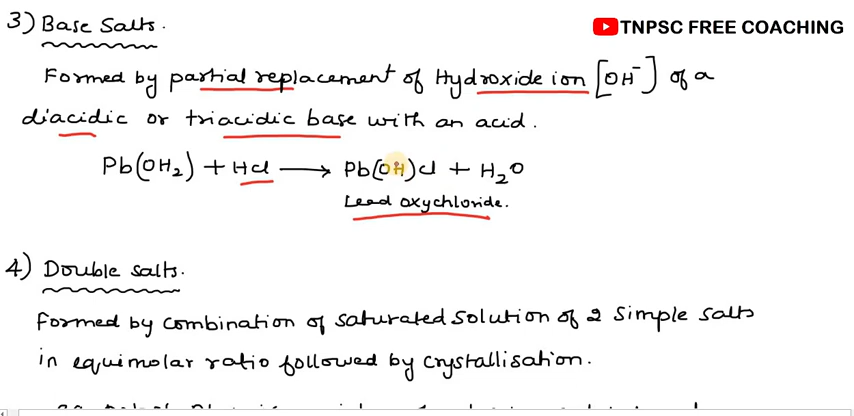 3) Base Salts.
TNPSC FREE COACHING
Formed by partial replacement of Hydroxide ion [OH⁻] of a
diacidic or triacidic base with an acid.
Pb(OH₂) + HCl ⟶ Pb(OH)Cl + H₂O
Lead oxychloride.
4) Double salts.
Formed by combination of saturated solution of 2 Simple salts
in equimolar ratio followed by crystallisation.